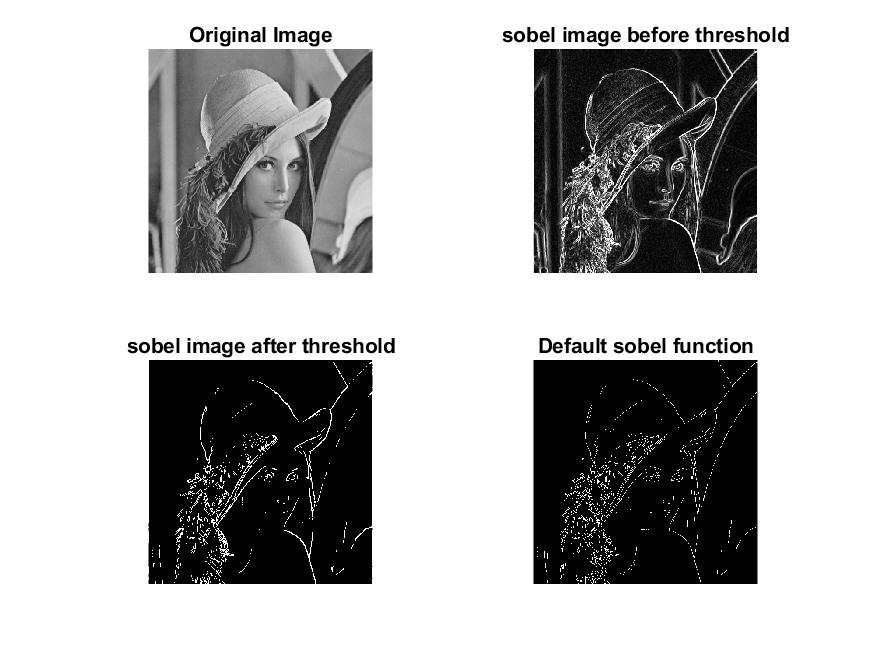 Original Image
sobel image before threshold
sobel image after threshold
Default sobel function